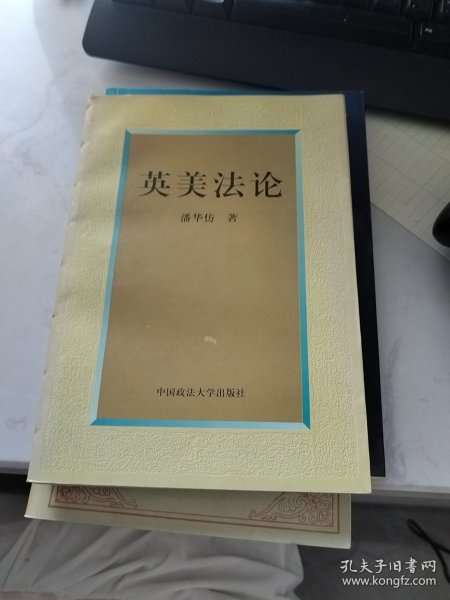 英美法论
潘华仿 著
中国政法大学出版社
孔夫子旧书网
www.kongfz.com